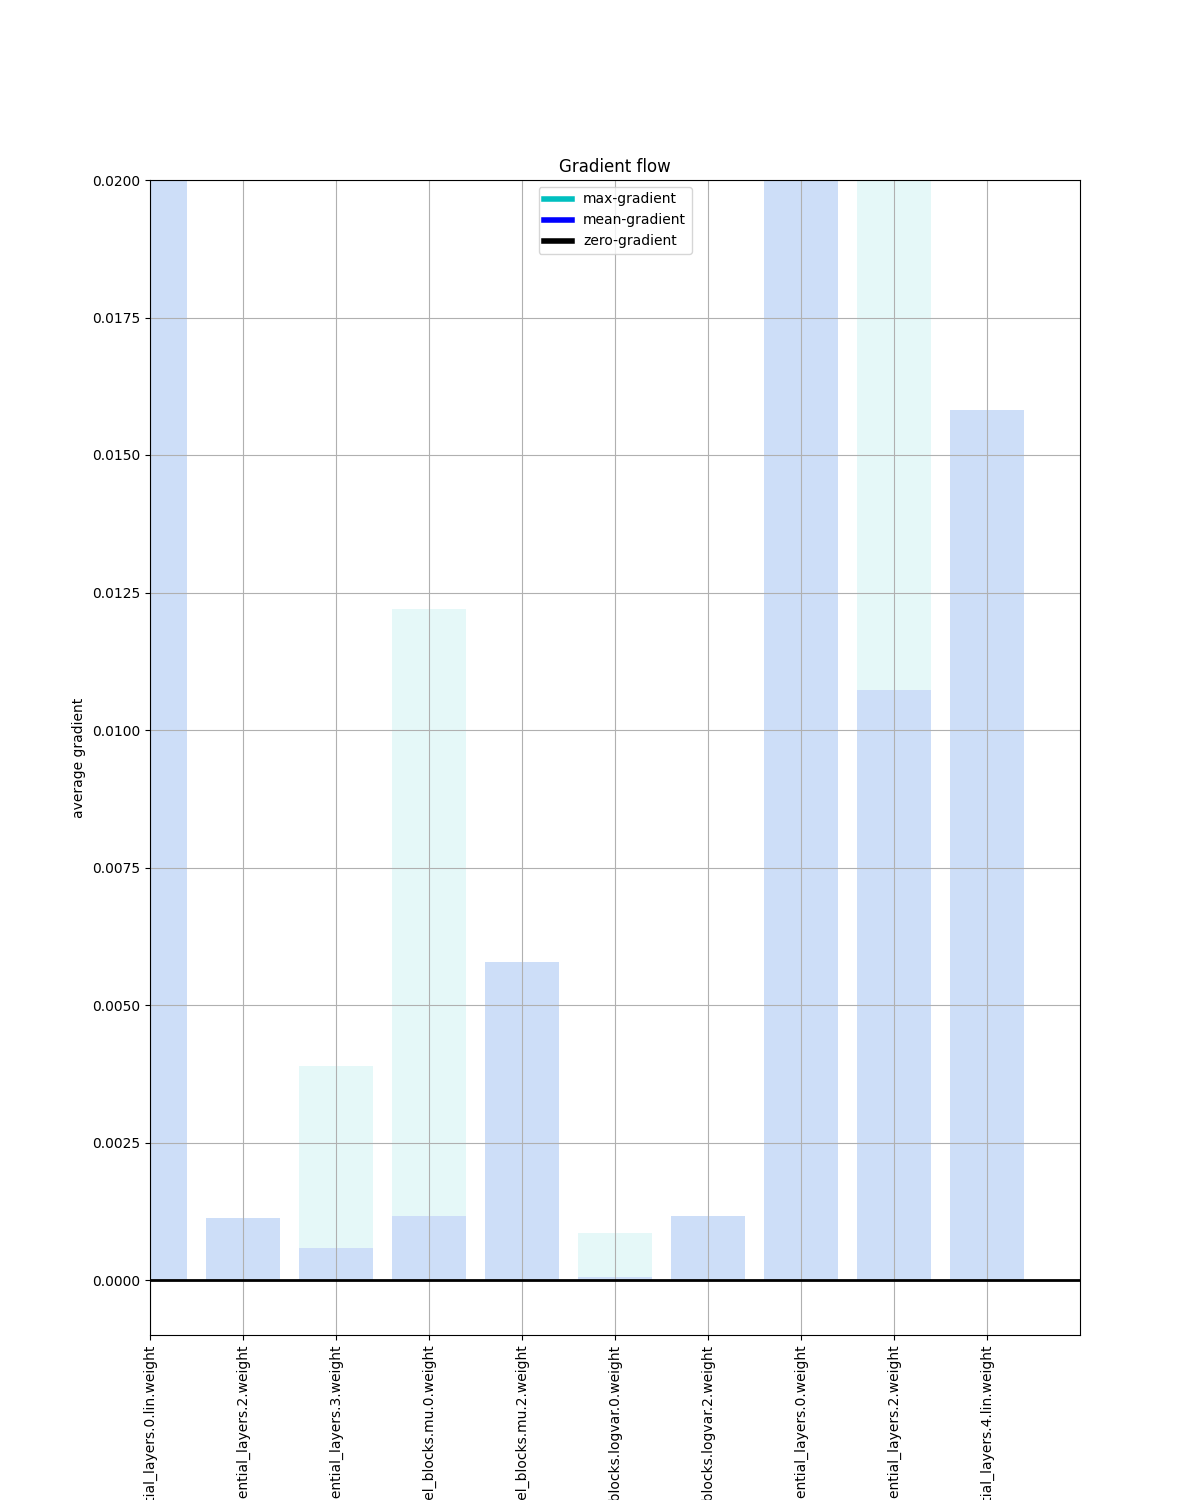 Gradient flow
max-gradient
mean-gradient
zero-gradient
0.0200
0.0175
0.0150
0.0125
0.0100
0.0075
0.0050
0.0025
0.0000
average gradient
tial_layers.0.lin.weight
ential_layers.2.weight
ential_layers.3.weight
el_blocks.mu.0.weight
el_blocks.mu.2.weight
blocks.logvar.0.weight
blocks.logvar.2.weight
ential_layers.0.weight
ential_layers.2.weight
tial_layers.4.lin.weight